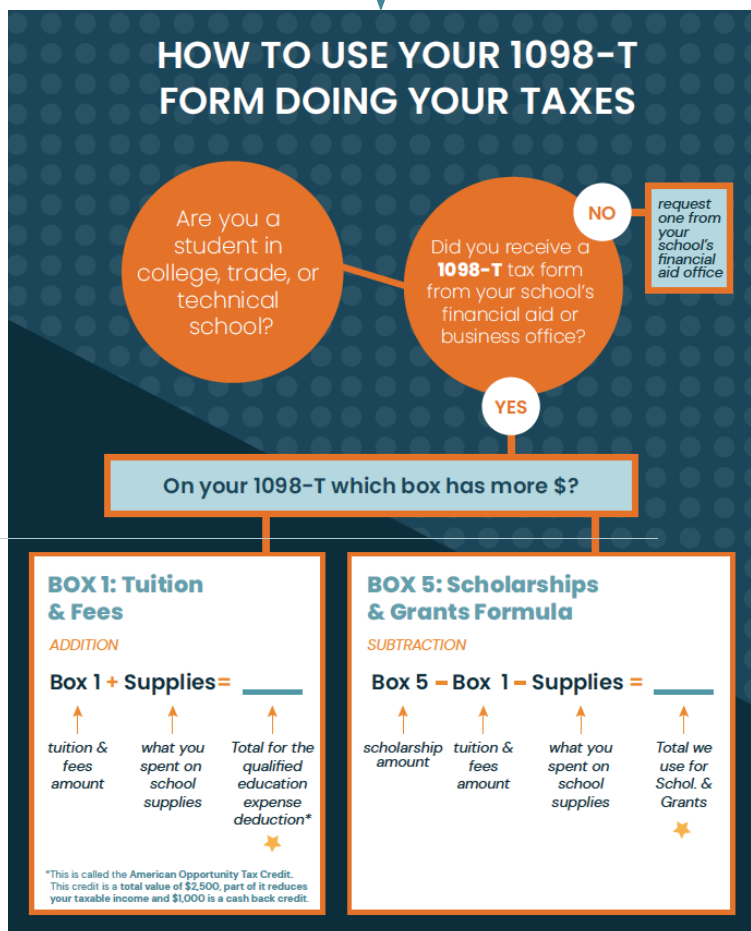 HOW TO USE YOUR 1098-T
FORM DOING YOUR TAXES
Are you a
student in
college, trade, or
technical
school?
Did you receive a
1098-T tax form
from your school's
financial aid or
business office?
NO
request
one from
your
school's
financial
aid office
YES
On your 1098-T which box has more $?
BOX 1: Tuition
& Fees
ADDITION
Box 1 + Supplies=
tuition &
fees
amount
what you
spent on
school
supplies
Total for the
qualified
education
expense
deduction*
*This is called the American Opportunity Tax Credit.
This credit is a total value of $2,500, part of it reduces
your taxable income and $1,000 is a cash back credit.
BOX 5: Scholarships
& Grants Formula
SUBTRACTION
Box 5 - Box 1 - Supplies =
scholarship
amount
tuition &
fees
amount
what you
spent on
school
supplies
Total we
use for
Schol. &
Grants